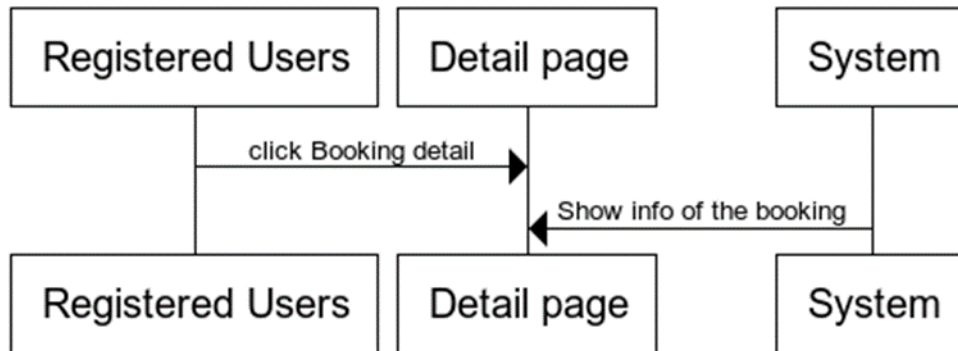 Registered Users
Detail page
System
click Booking detail
Show info of the booking
Registered Users
Detail page
System